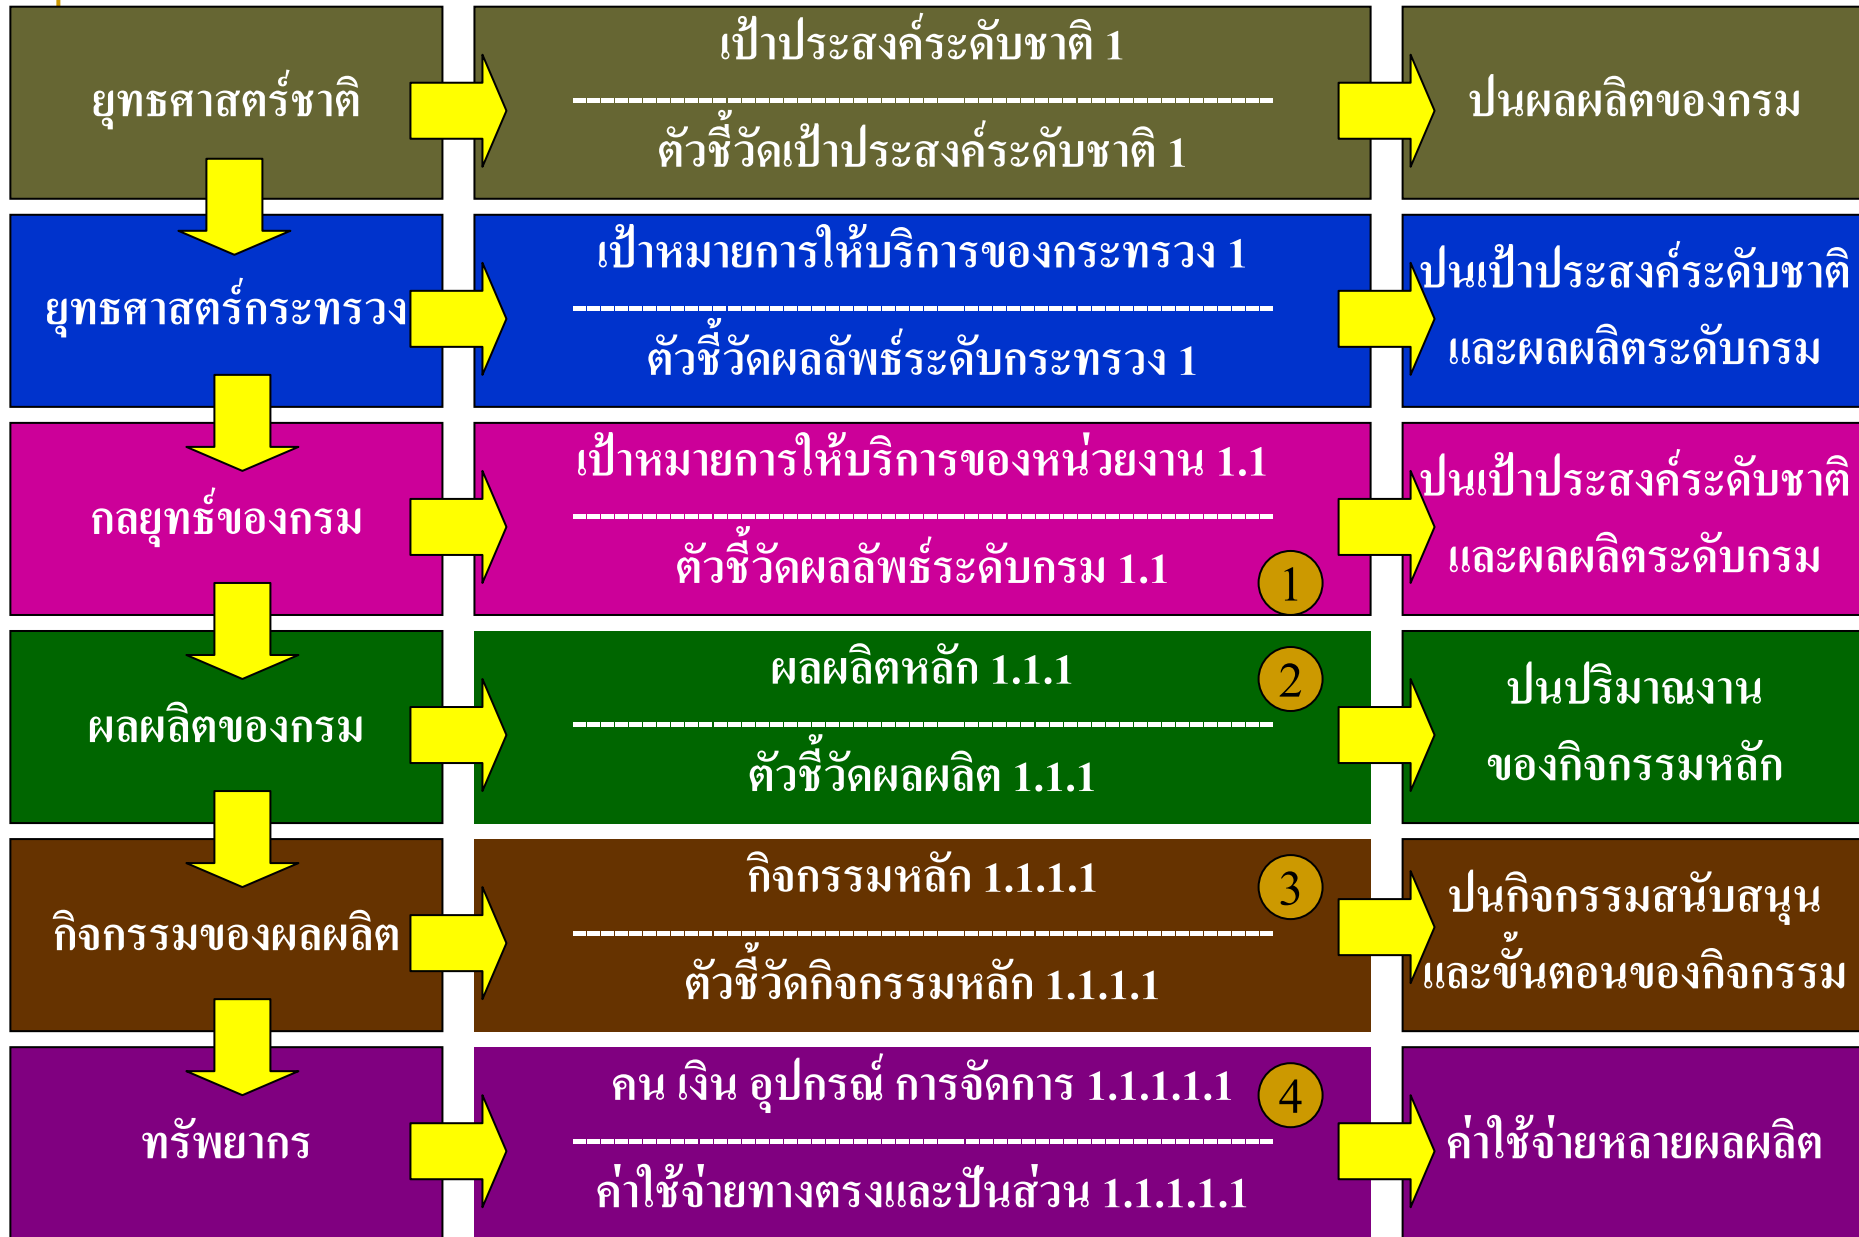 ยุทธศาสตร์ชาติ
เป้าประสงค์ระดับชาติ 1
ตัวชี้วัดเป้าประสงค์ระดับชาติ 1
ปนผลผลิตของกรม
ยุทธศาสตร์กระทรวง
เป้าหมายการให้บริการของกระทรวง 1
ตัวชี้วัดผลลัพธ์ระดับกระทรวง 1
ปนเป้าประสงค์ระดับชาติ
และผลผลิตระดับกรม
กลยุทธ์ของกรม
เป้าหมายการให้บริการของหน่วยงาน 1.1
ตัวชี้วัดผลลัพธ์ระดับกรม 1.1
1
ปนเป้าประสงค์ระดับชาติ
และผลผลิตระดับกรม
ผลผลิตของกรม
ผลผลิตหลัก 1.1.1
2
ตัวชี้วัดผลผลิต 1.1.1
ปนปริมาณงาน
ของกิจกรรมหลัก
กิจกรรมของผลผลิต
กิจกรรมหลัก 1.1.1.1
3
ตัวชี้วัดกิจกรรมหลัก 1.1.1.1
ปนกิจกรรมสนับสนุน
และขั้นตอนของกิจกรรม
ทรัพยากร
คน เงิน อุปกรณ์ การจัดการ 1.1.1.1.1
4
ค่าใช้จ่ายทางตรงและปันส่วน 1.1.1.1.1
ค่าใช้จ่ายหลายผลผลิต